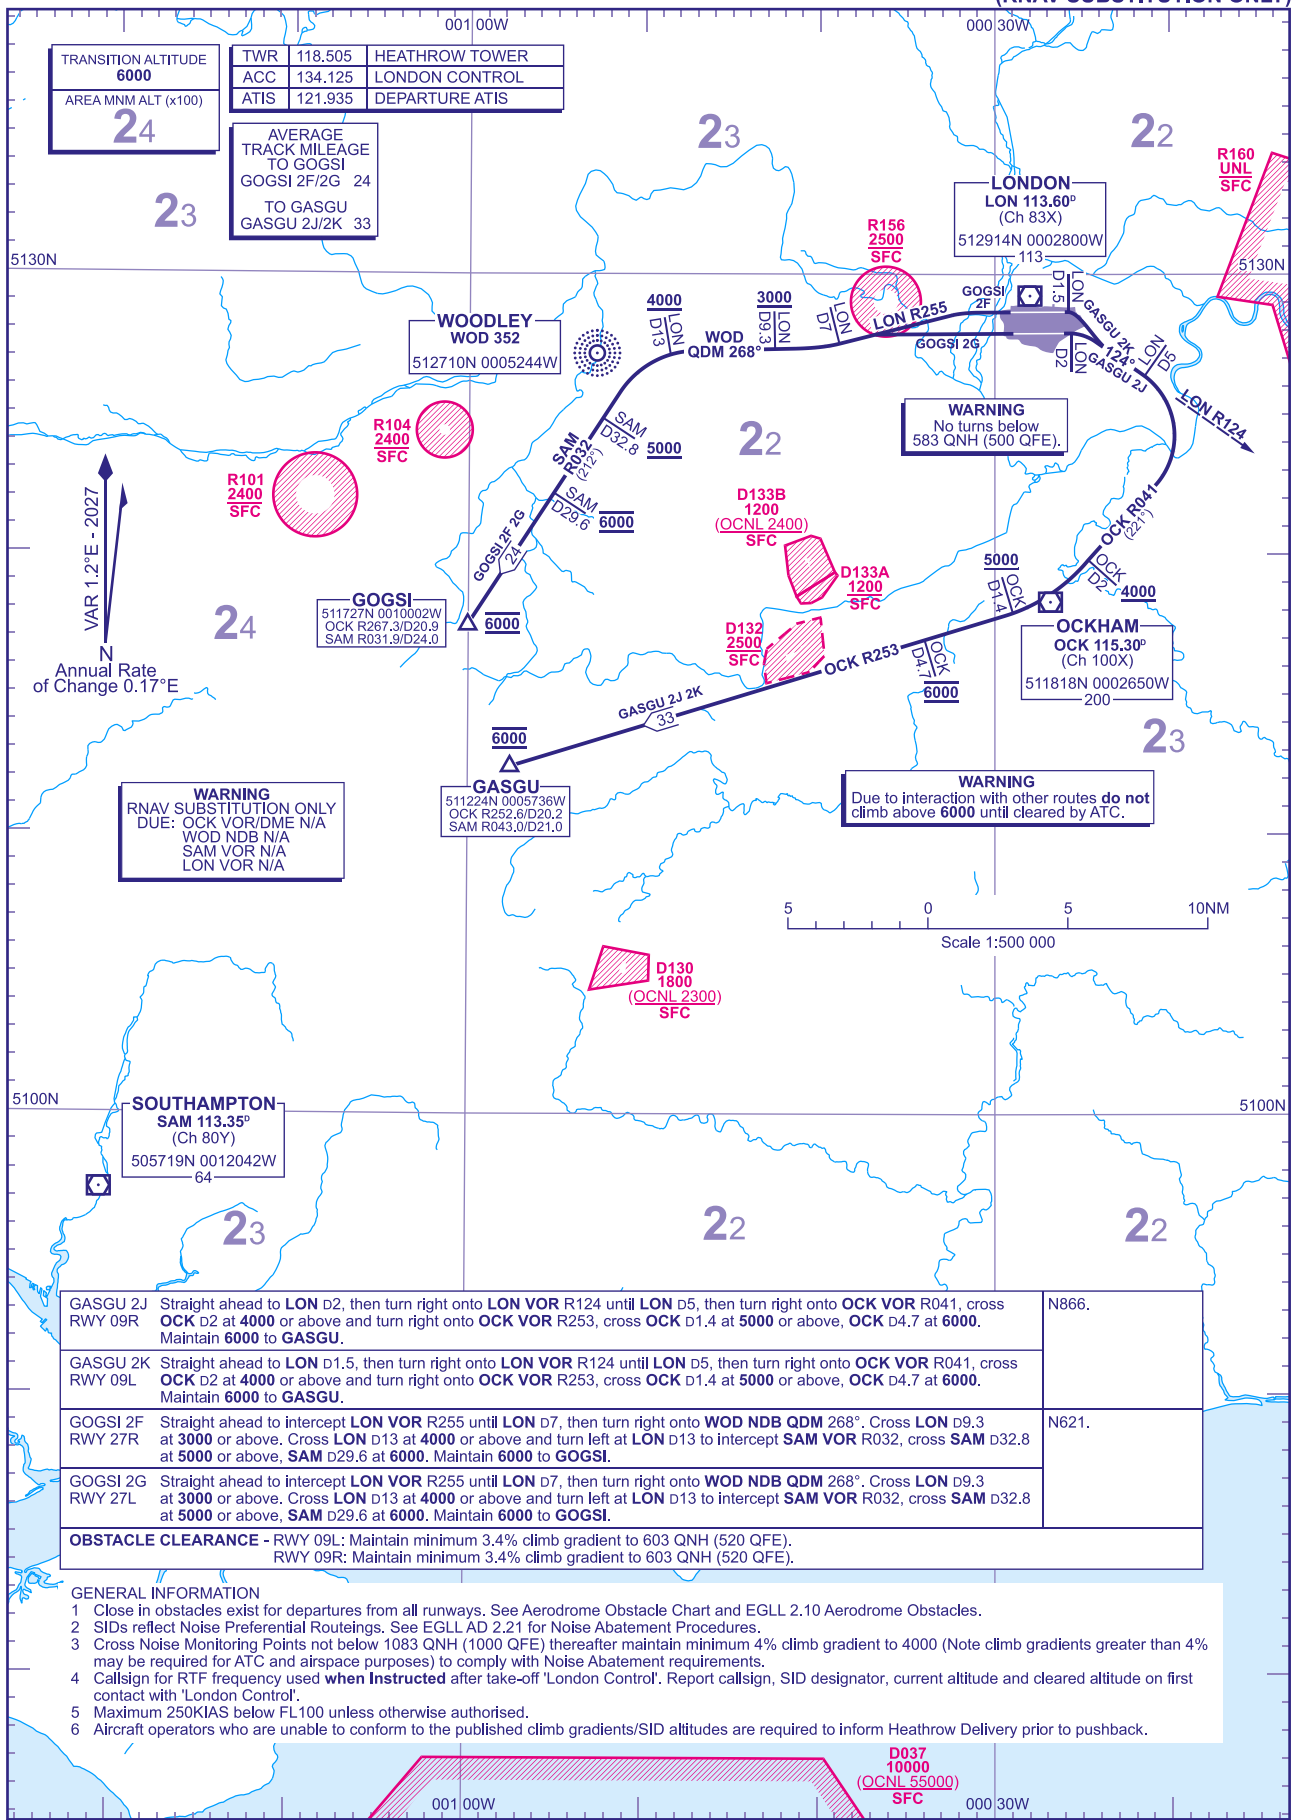 001 00W
000 30W
TRANSITION ALTITUDE
6000
AREA MNM ALT (x100)
24
TWR 118.505 HEATHROW TOWER
ACC 134.125 LONDON CONTROL
ATIS 121.935 DEPARTURE ATIS
AVERAGE
TRACK MILEAGE
TO GOGSI
GOGSI 2F/2G 24
TO GASGU
GASGU 2J/2K 33
23
23
22
R160
UNL
SFC
LONDON
LON 113.60ᴰ
(Ch 83X)
512914N 0002800W
113
R156
2500
SFC
5130N
5130N
WOODLEY
WOD 352
512710N 0005244W
4000
LON
D13
WOD
QDM 268°
3000
LON
D9.3
LON
D7
LON R255
GOGSI
2F
GOGSI 2G
LON
D1.5
GASGU 2K
124°
GASGU 2J
LON
D2
LON
D5
LON R124
WARNING
No turns below
583 QNH (500 QFE).
R104
2400
SFC
R101
2400
SFC
SAM
R032
(212°)
SAM
D32.8
5000
SAM
D29.6
6000
22
GOGSI 2F 2G
24
D133B
1200
(OCNL 2400)
SFC
D133A
1200
SFC
D132
2500
SFC
OCK R041
(221°)
5000
OCK
D1.4
OCK
D2
4000
OCKHAM
OCK 115.30ᴰ
(Ch 100X)
511818N 0002650W
200
VAR 1.2°E - 2027
N
Annual Rate
of Change 0.17°E
24
GOGSI
511727N 0010002W
OCK R267.3/D20.9
SAM R031.9/D24.0
6000
OCK R253
OCK
D4.7
6000
GASGU 2J 2K
33
6000
GASGU
511224N 0005736W
OCK R252.6/D20.2
SAM R043.0/D21.0
23
WARNING
RNAV SUBSTITUTION ONLY
DUE: OCK VOR/DME N/A
WOD NDB N/A
SAM VOR N/A
LON VOR N/A
WARNING
Due to interaction with other routes do not
climb above 6000 until cleared by ATC.
5 0 5 10NM
Scale 1:500 000
D130
1800
(OCNL 2300)
SFC
5100N
5100N
SOUTHAMPTON
SAM 113.35ᴰ
(Ch 80Y)
505719N 0012042W
64
23
22
22
GASGU 2J Straight ahead to LON D2, then turn right onto LON VOR R124 until LON D5, then turn right onto OCK VOR R041, cross N866.
RWY 09R OCK D2 at 4000 or above and turn right onto OCK VOR R253, cross OCK D1.4 at 5000 or above, OCK D4.7 at 6000.
Maintain 6000 to GASGU.
GASGU 2K Straight ahead to LON D1.5, then turn right onto LON VOR R124 until LON D5, then turn right onto OCK VOR R041, cross
RWY 09L OCK D2 at 4000 or above and turn right onto OCK VOR R253, cross OCK D1.4 at 5000 or above, OCK D4.7 at 6000.
Maintain 6000 to GASGU.
GOGSI 2F Straight ahead to intercept LON VOR R255 until LON D7, then turn right onto WOD NDB QDM 268°. Cross LON D9.3 N621.
RWY 27R at 3000 or above. Cross LON D13 at 4000 or above and turn left at LON D13 to intercept SAM VOR R032, cross SAM D32.8
at 5000 or above, SAM D29.6 at 6000. Maintain 6000 to GOGSI.
GOGSI 2G Straight ahead to intercept LON VOR R255 until LON D7, then turn right onto WOD NDB QDM 268°. Cross LON D9.3
RWY 27L at 3000 or above. Cross LON D13 at 4000 or above and turn left at LON D13 to intercept SAM VOR R032, cross SAM D32.8
at 5000 or above, SAM D29.6 at 6000. Maintain 6000 to GOGSI.
OBSTACLE CLEARANCE - RWY 09L: Maintain minimum 3.4% climb gradient to 603 QNH (520 QFE).
RWY 09R: Maintain minimum 3.4% climb gradient to 603 QNH (520 QFE).
GENERAL INFORMATION
1 Close in obstacles exist for departures from all runways. See Aerodrome Obstacle Chart and EGLL 2.10 Aerodrome Obstacles.
2 SIDs reflect Noise Preferential Routeings. See EGLL AD 2.21 for Noise Abatement Procedures.
3 Cross Noise Monitoring Points not below 1083 QNH (1000 QFE) thereafter maintain minimum 4% climb gradient to 4000 (Note climb gradients greater than 4%
may be required for ATC and airspace purposes) to comply with Noise Abatement requirements.
4 Callsign for RTF frequency used when Instructed after take-off 'London Control'. Report callsign, SID designator, current altitude and cleared altitude on first
contact with 'London Control'.
5 Maximum 250KIAS below FL100 unless otherwise authorised.
6 Aircraft operators who are unable to conform to the published climb gradients/SID altitudes are required to inform Heathrow Delivery prior to pushback.
D037
10000
(OCNL 55000)
SFC
001 00W
000 30W